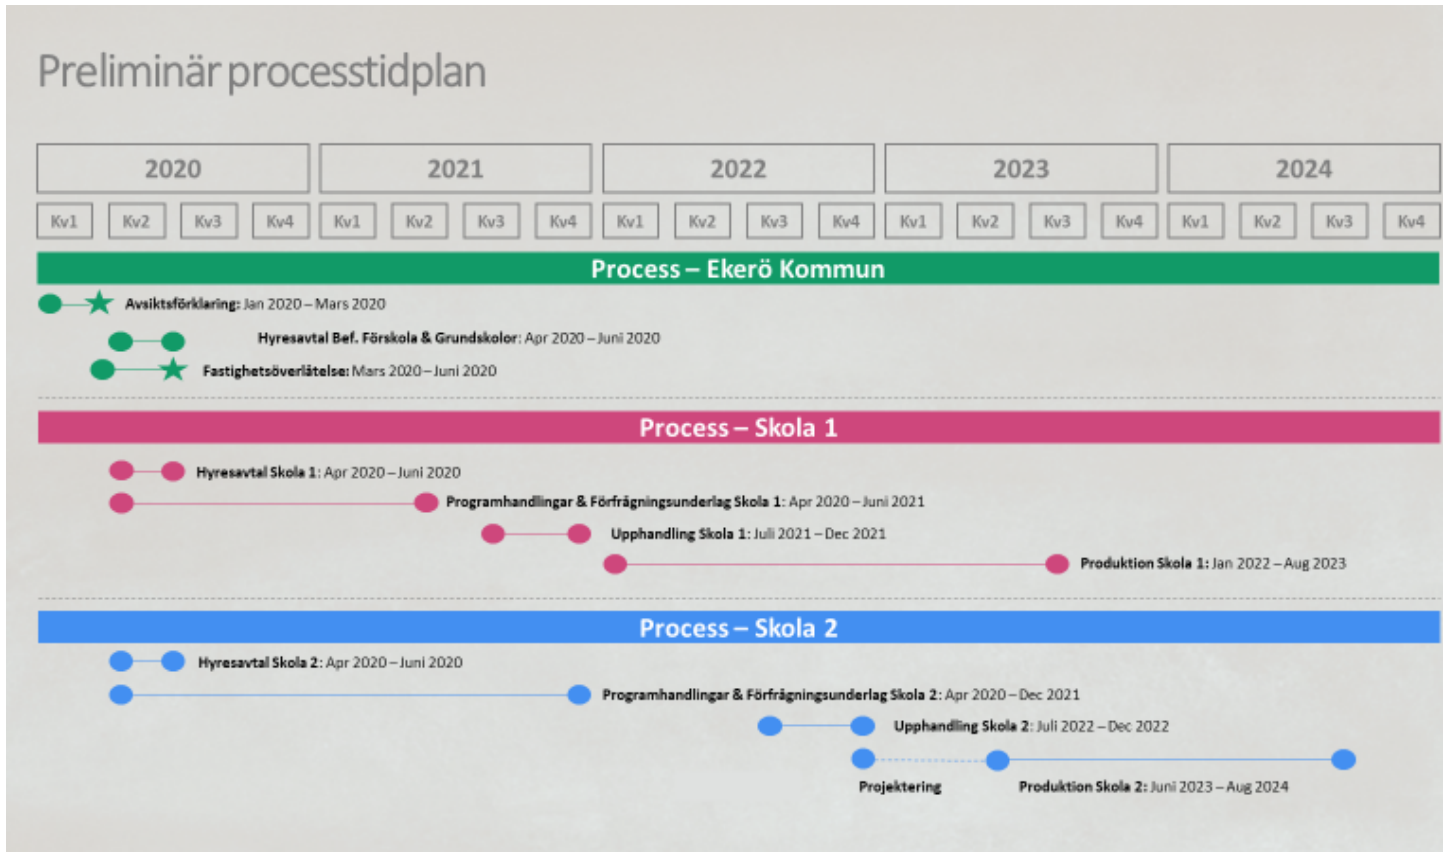 Preliminär processtidplan
2020 2021 2022 2023 2024
Kv1 Kv2 Kv3 Kv4 Kv1 Kv2 Kv3 Kv4 Kv1 Kv2 Kv3 Kv4 Kv1 Kv2 Kv3 Kv4 Kv1 Kv2 Kv3 Kv4
Process – Ekerö Kommun
Avsiktsförklaring: Jan 2020 – Mars 2020
Hyresavtal Bef. Förskola & Grundskolor: Apr 2020 – Juni 2020
Fastighetsöverlåtelse: Mars 2020 – Juni 2020
Process – Skola 1
Hyresavtal Skola 1: Apr 2020 – Juni 2020
Programhandlingar & Förfrågningsunderlag Skola 1: Apr 2020 – Juni 2021
Upphandling Skola 1: Juli 2021 – Dec 2021
Produktion Skola 1: Jan 2022 – Aug 2023
Process – Skola 2
Hyresavtal Skola 2: Apr 2020 – Juni 2020
Programhandlingar & Förfrågningsunderlag Skola 2: Apr 2020 – Dec 2021
Upphandling Skola 2: Juli 2022 – Dec 2022
Projektering Produktion Skola 2: Juni 2023 – Aug 2024